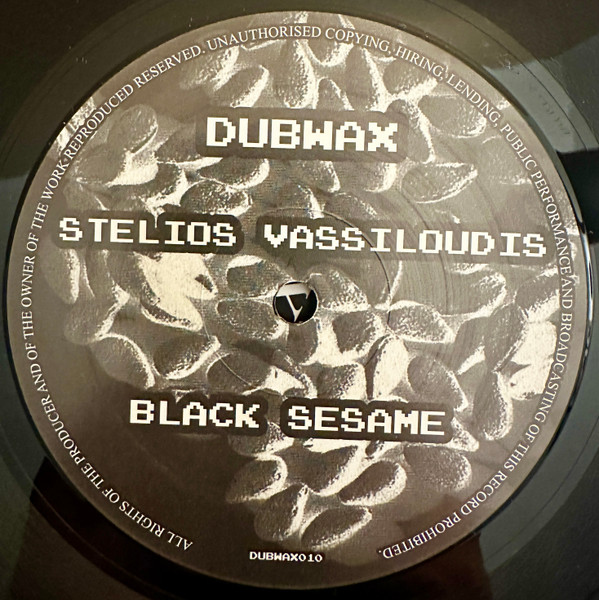 ALL RIGHTS OF THE PRODUCER AND OF THE OWNER OF THE WORK REPRODUCED RESERVED. UNAUTHORISED COPYING, HIRING, LENDING, PUBLIC PERFORMANCE AND BROADCASTING OF THIS RECORD PROHIBITED.
DUBWAX
STELIOS VASSILOUDIS
BLACK SESAME
DUBWAX010